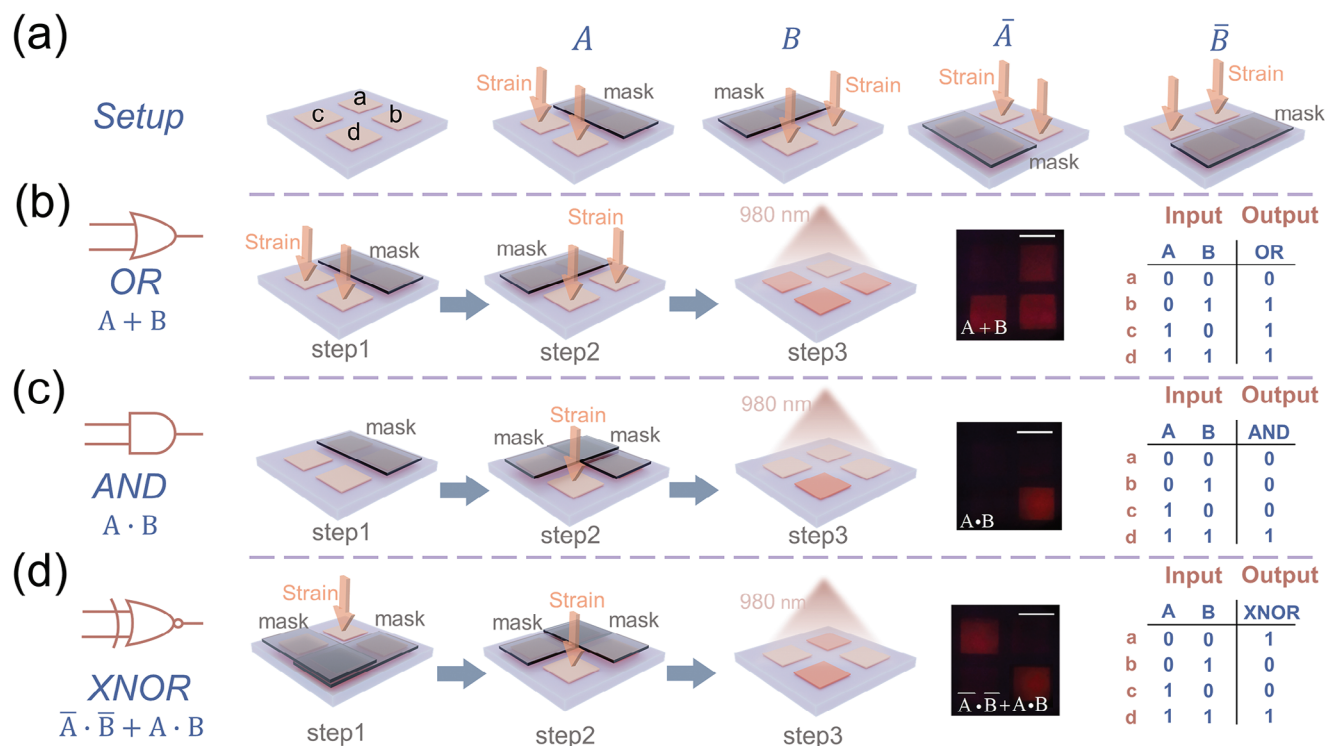 (a)
A B A̅ B̅
Setup
a
c b
d
Strain mask
mask Strain
Strain
mask
Strain
mask
(b)
OR
A + B
Strain mask
step1
mask Strain
step2
980 nm
step3
A + B
Input Output
A B OR
a 0 0 0
b 0 1 1
c 1 0 1
d 1 1 1
(c)
AND
A · B
mask
step1
Strain
mask mask
step2
980 nm
step3
A•B
Input Output
A B AND
a 0 0 0
b 0 1 0
c 1 0 0
d 1 1 1
(d)
XNOR
A̅ · B̅ + A · B
Strain
mask mask
step1
Strain
mask mask
step2
980 nm
step3
A̅•B̅+A•B
Input Output
A B XNOR
a 0 0 1
b 0 1 0
c 1 0 0
d 1 1 1